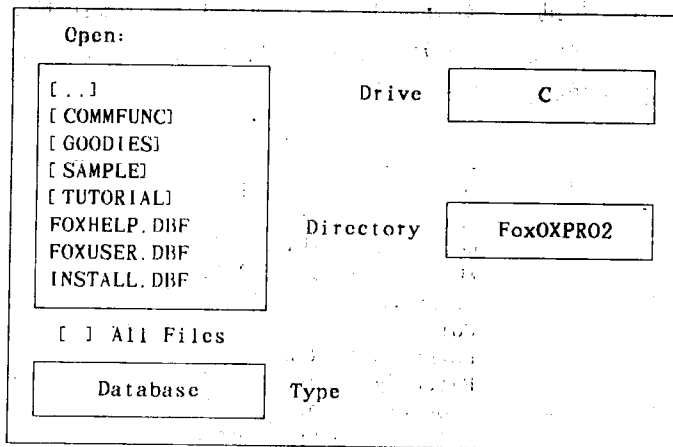 Open:
[..]
[COMMFUNC]
[GOODIES]
[SAMPLE]
[TUTORIAL]
FOXHELP.DBF
FOXUSER.DBF
INSTALL.DBF
Drive C
Directory FoxOXPRO2
[ ] All Files
Database Type